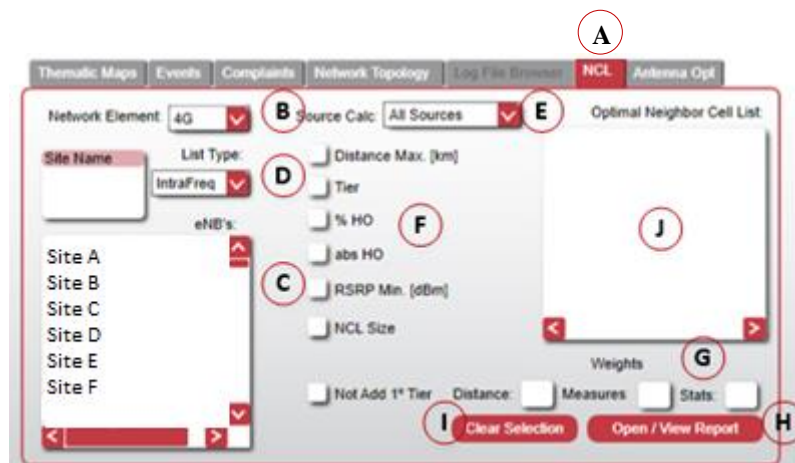 A
Thematic Maps Events Complaints Network Topology Log File Browser NCL Antenna Opt
Network Element: 4G B Source Calc: All Sources E Optimal Neighbor Cell List:
Site Name List Type: Distance Max. [km]
IntraFreq D Tier
eNB's: % HO F J
Site A abs HO
Site B C RSRP Min. [dBm]
Site C
Site D NCL Size
Site E
Site F Weights G
Not Add 1º Tier Distance: Measures Stats:
I Clear Selection Open / View Report H